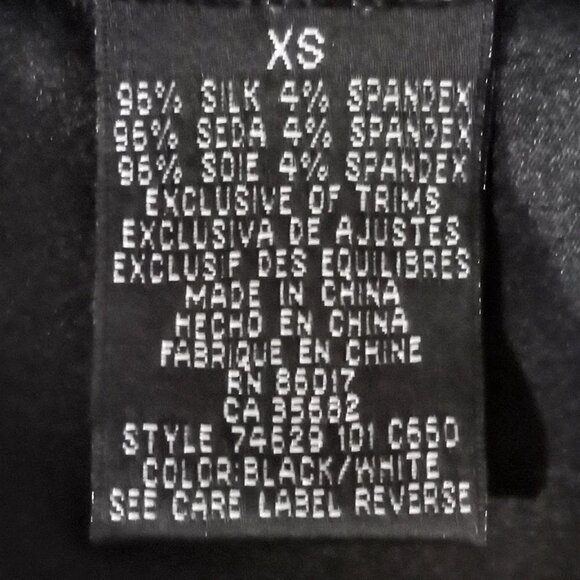 XS
96% SILK 4% SPANDEX
96% SEDA 4% SPANDEX
96% SOIE 4% SPANDEX
EXCLUSIVE OF TRIMS
EXCLUSIVA DE AJUSTES
EXCLUSIF DES EQUILIBRES
MADE IN CHINA
HECHO EN CHINA
FABRIQUE EN CHINE
RN 86017
CA 35682
STYLE 74629 101 C660
COLOR:BLACK/WHITE
SEE CARE LABEL REVERSE